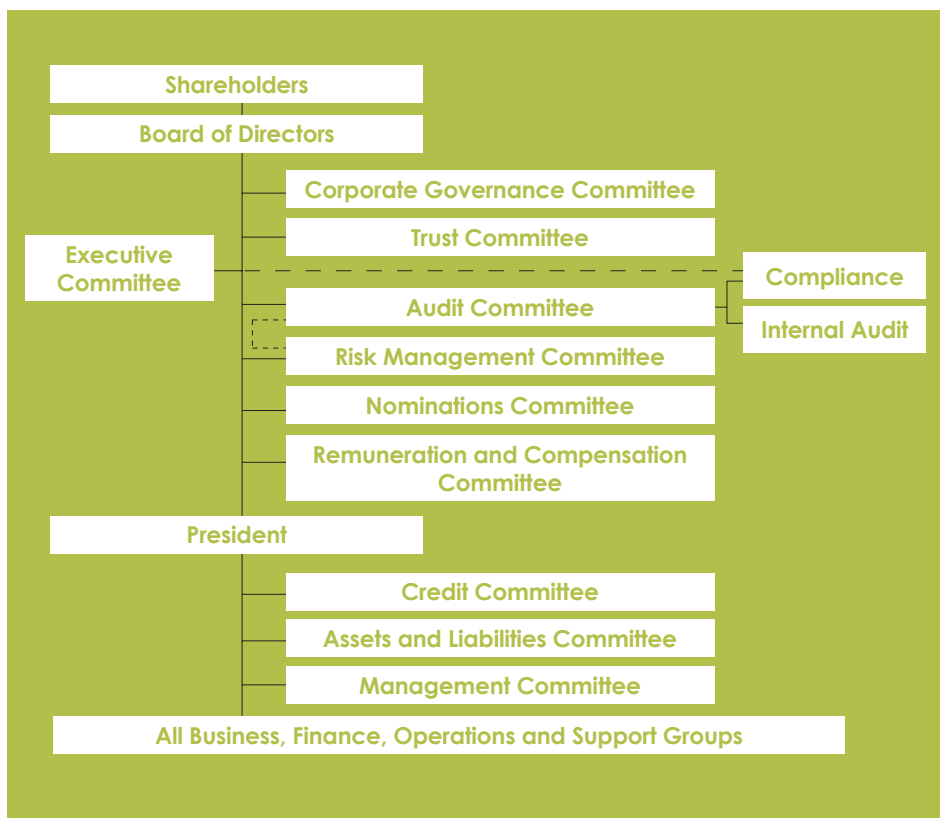 Shareholders
Board of Directors
Corporate Governance Committee
Trust Committee
Executive
Committee
Compliance
Audit Committee
Internal Audit
Risk Management Committee
Nominations Committee
Remuneration and Compensation
Committee
President
Credit Committee
Assets and Liabilities Committee
Management Committee
All Business, Finance, Operations and Support Groups